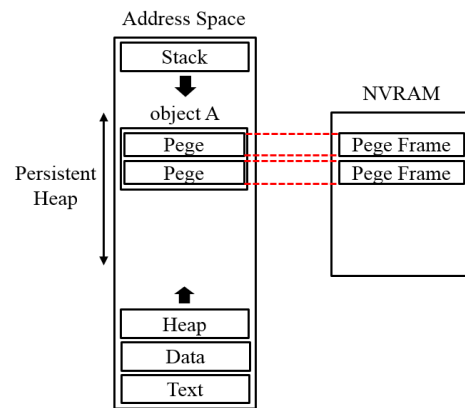 Address Space
Stack
NVRAM
object A
Pege
Pege Frame
Pege
Pege Frame
Persistent
Heap
Heap
Data
Text